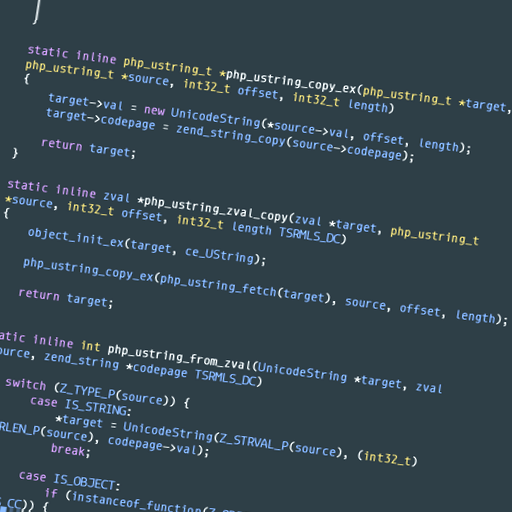 }
static inline php_ustring_t *php_ustring_copy_ex(php_ustring_t *target,
php_ustring_t *source, int32_t offset, int32_t length)
{
target->val = new UnicodeString(*source->val, offset, length);
target->codepage = zend_string_copy(source->codepage);
return target;
}
static inline zval *php_ustring_zval_copy(zval *target, php_ustring_t
*source, int32_t offset, int32_t length TSRMLS_DC)
{
object_init_ex(target, ce_UString);
php_ustring_copy_ex(php_ustring_fetch(target), source, offset, length);
return target;
atic inline int php_ustring_from_zval(UnicodeString *target, zval
ource, zend_string *codepage TSRMLS_DC)
switch (Z_TYPE_P(source)) {
case IS_STRING:
*target = UnicodeString(Z_STRVAL_P(source), (int32_t)
RLEN_P(source), codepage->val);
break;
case IS_OBJECT:
if (instanceof_function(
_CC)) {